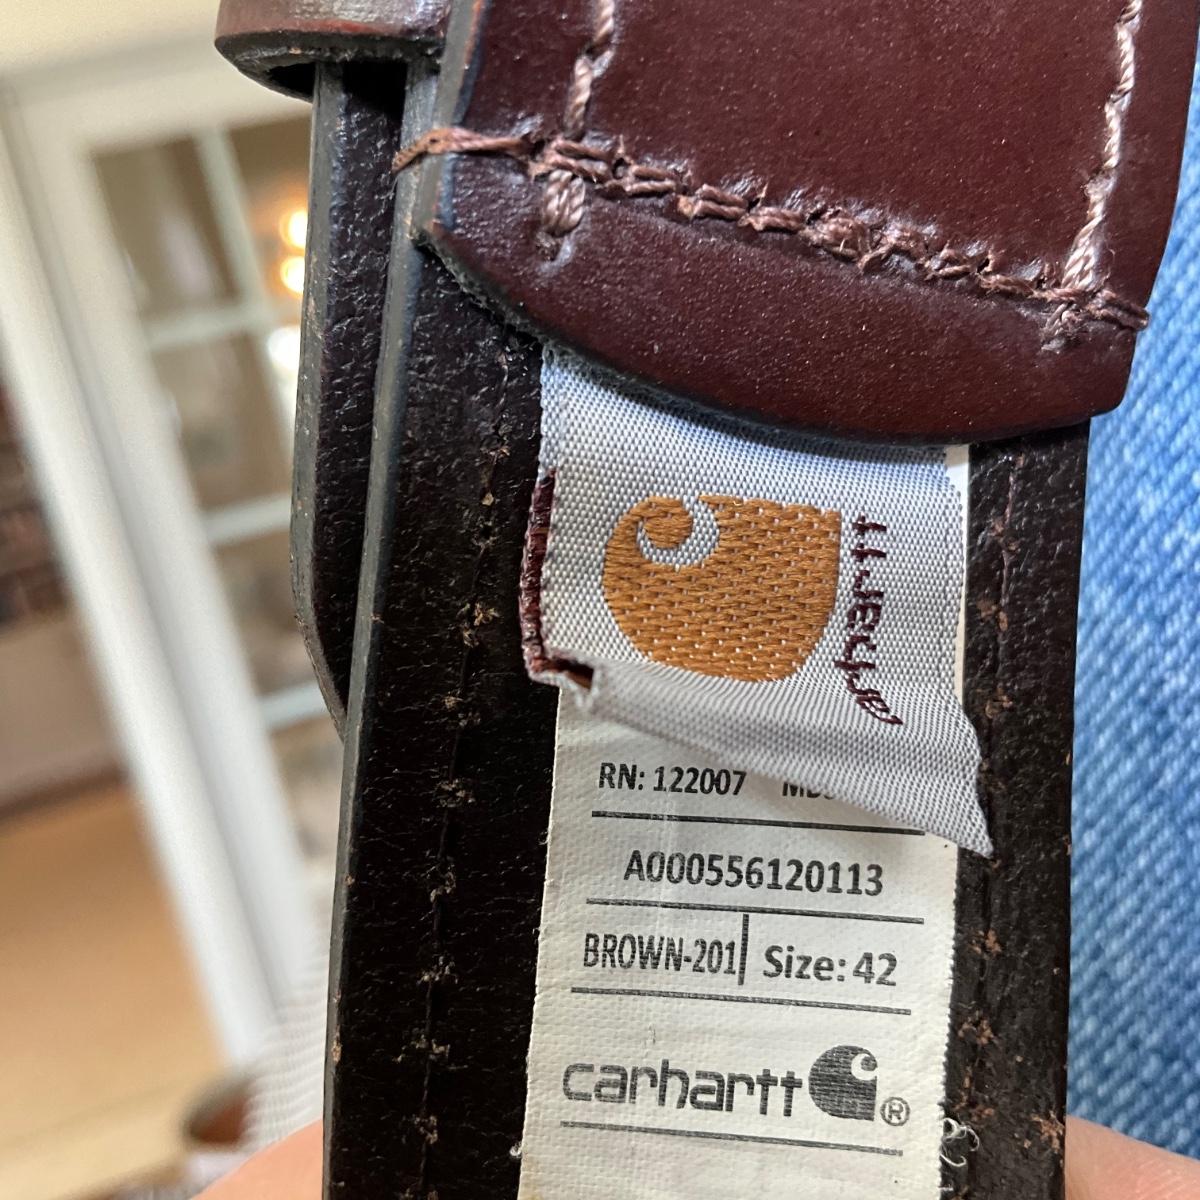 carhartt
RN: 122007
A000556120113
BROWN-201 Size: 42
carhartt ®